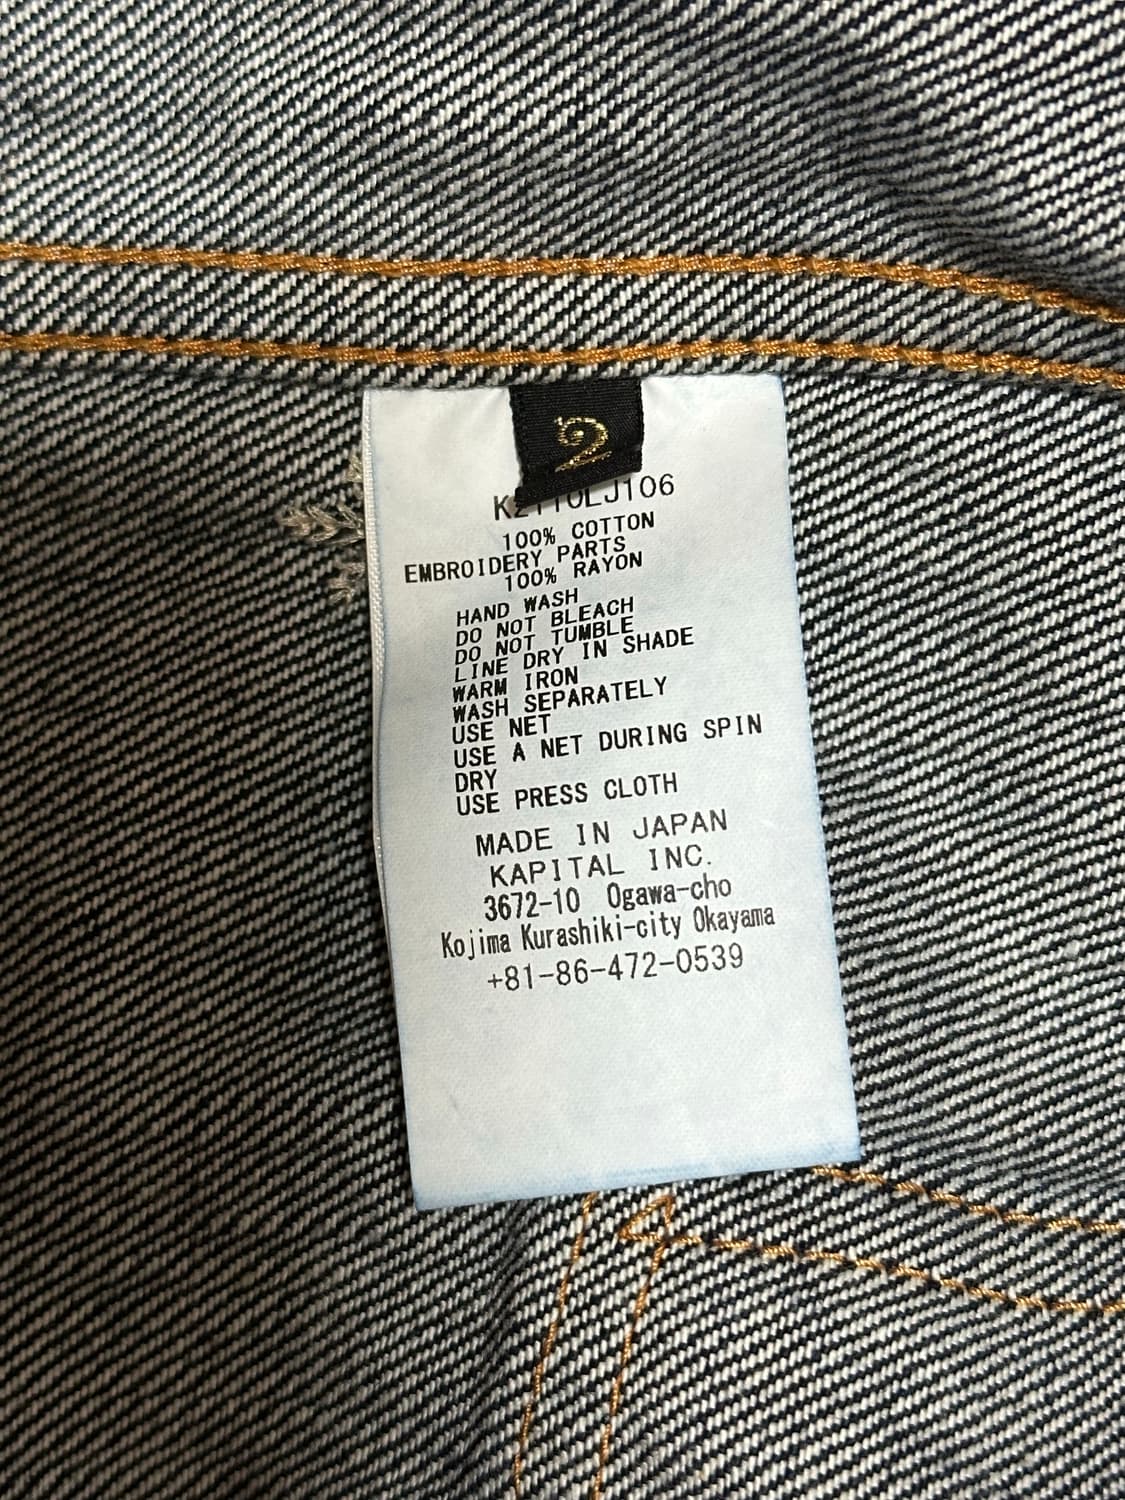 2
100% COTTON
EMBROIDERY PARTS
100% RAYON
HAND WASH
DO NOT BLEACH
DO NOT TUMBLE
LINE DRY IN SHADE
WARM IRON
WASH SEPARATELY
USE NET
USE A NET DURING SPIN
DRY
USE PRESS CLOTH
MADE IN JAPAN
KAPITAL INC.
3672-10 Ogawa-cho
Kojima Kurashiki-city Okayama
+81-86-472-0539